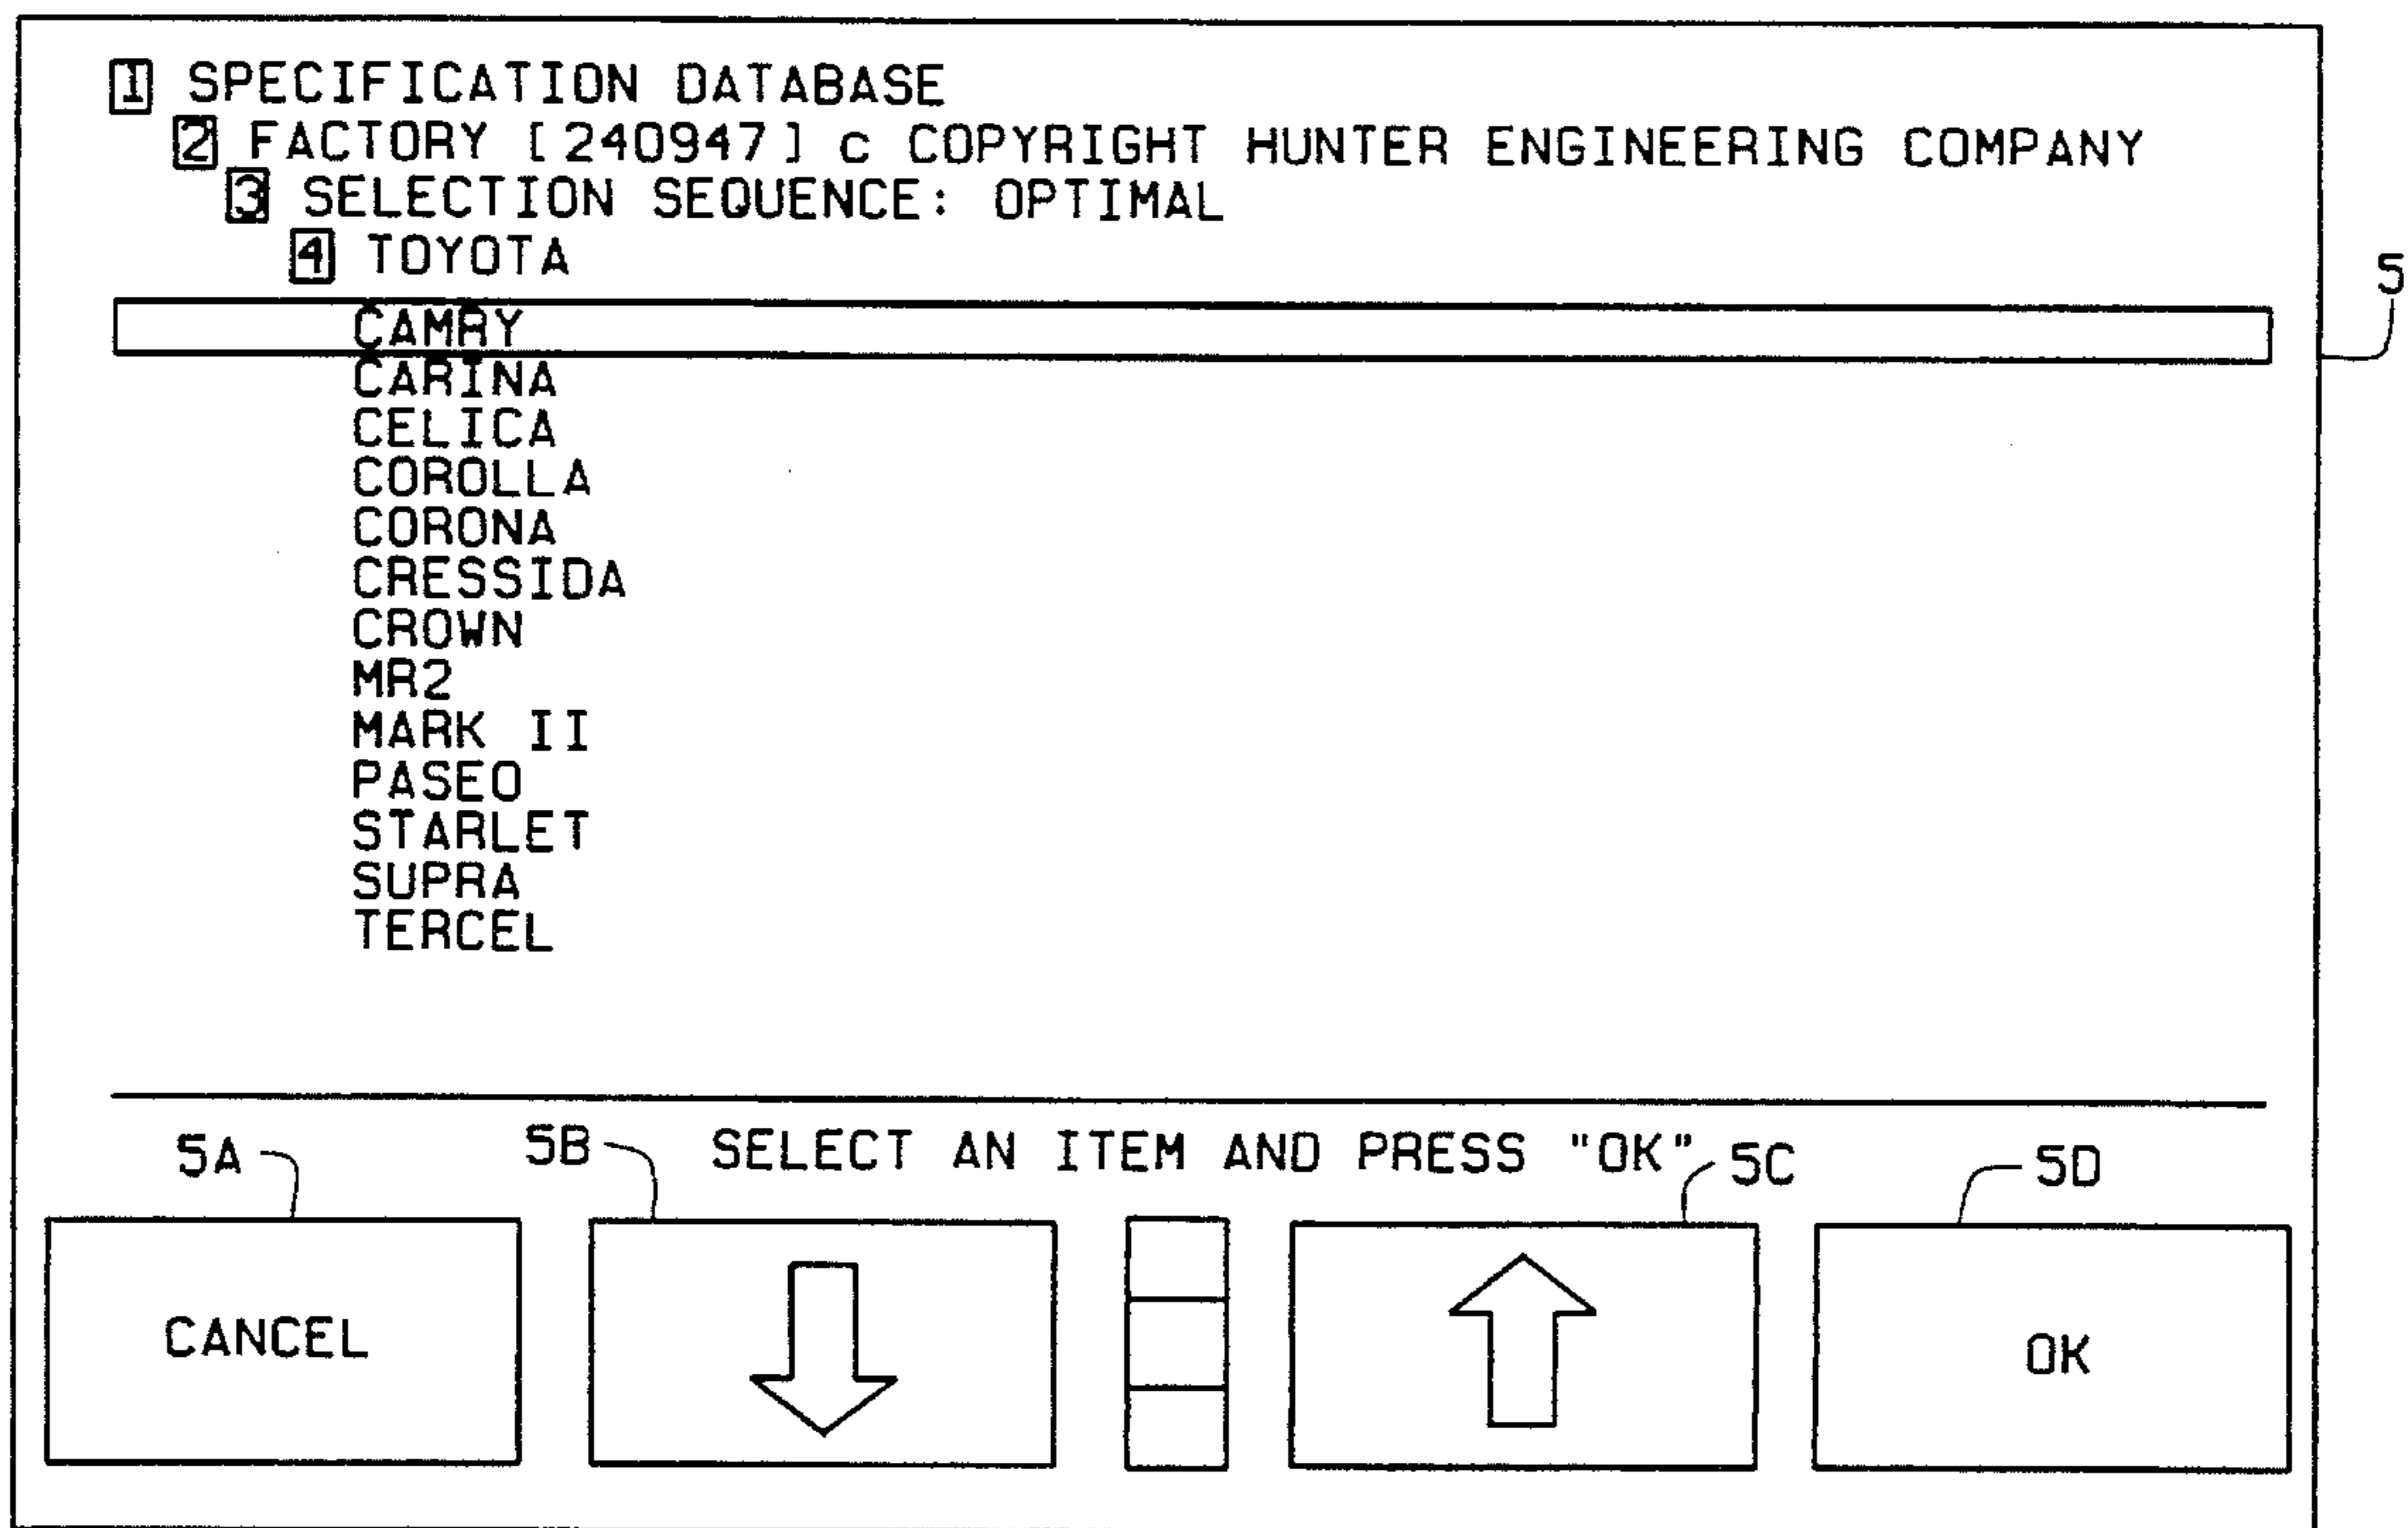 1 SPECIFICATION DATABASE
2 FACTORY [240947] c COPYRIGHT HUNTER ENGINEERING COMPANY
3 SELECTION SEQUENCE: OPTIMAL
4 TOYOTA
5
CAMRY
CARINA
CELICA
COROLLA
CORONA
CRESSIDA
CROWN
MR2
MARK II
PASEO
STARLET
SUPRA
TERCEL
5A 5B SELECT AN ITEM AND PRESS "OK" 5C 5D
CANCEL OK